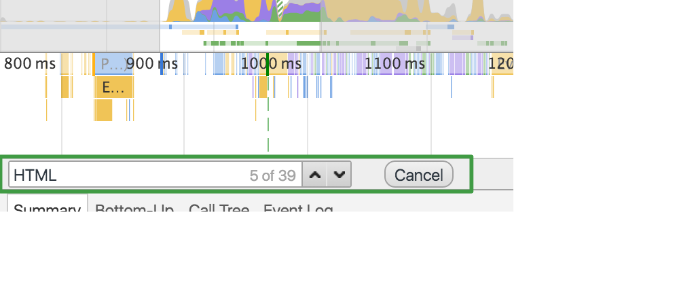 800 ms P... 900 ms 1000 ms 1100 ms 120
E...
HTML 5 of 39 Cancel
Summary Bottom-Up Call Tree Event Log